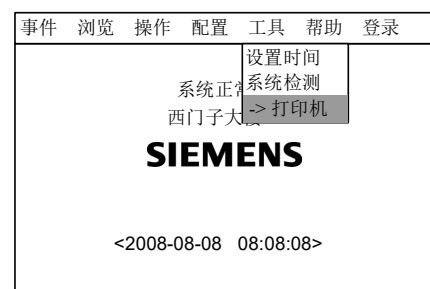 事件 浏览 操作 配置 工具 帮助 登录
设置时间
系统检测
-> 打印机
系统正
西门子大
SIEMENS
<2008-08-08 08:08:08>